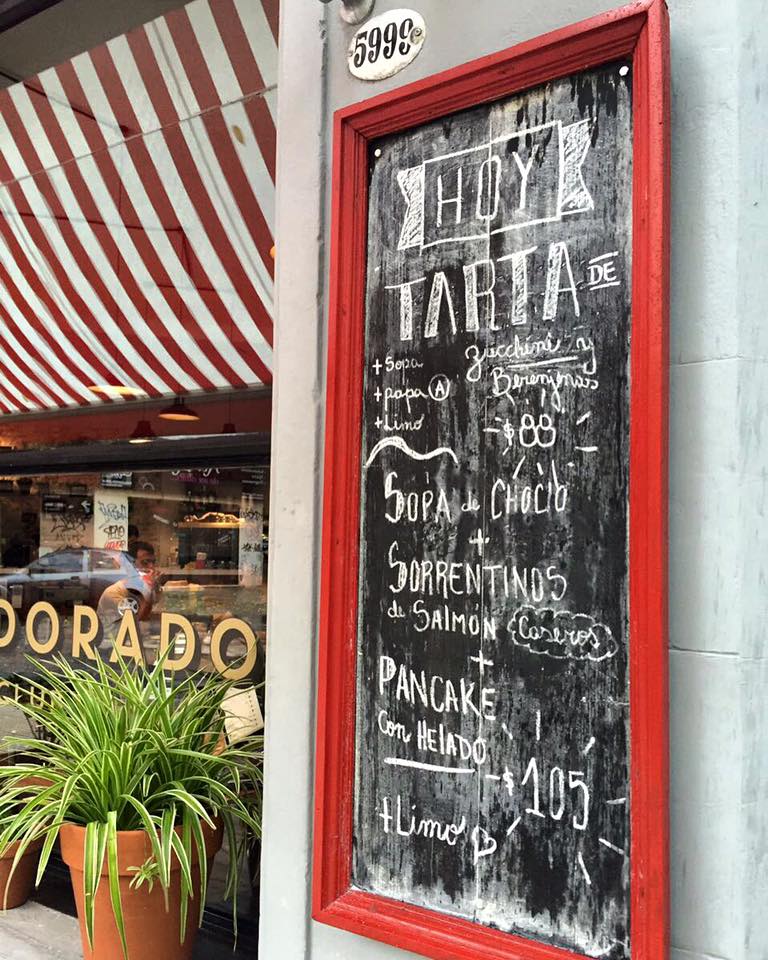 5999
HOY
TARTA DE
Zucchini y
Berenjenas
+ Sopa
+ papa A
+ Limo
$88
Sopa de CHOCLO
+
SORRENTINOS
de SALMÓN Caseros
+
PANCAKE
con HELADO
$105
+ Limo
DORADO